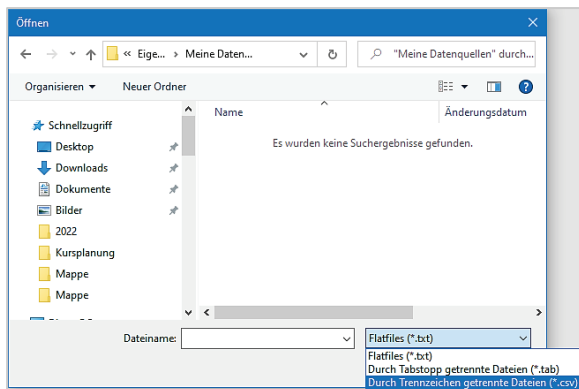 Öffnen
« Eige... › Meine Daten...
"Meine Datenquellen" durch...
Organisieren
Neuer Ordner
Name
Änderungsdatum
Es wurden keine Suchergebnisse gefunden.
Schnellzugriff
Desktop
Downloads
Dokumente
Bilder
2022
Kursplanung
Mappe
Mappe
Dateiname:
Flatfiles (*.txt)
Flatfiles (*.txt)
Durch Tabstopp getrennte Dateien (*.tab)
Durch Trennzeichen getrennte Dateien (*.csv)